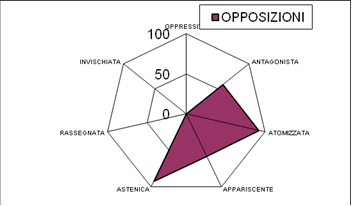 OPPOSIZIONI
100
50
0
ANTAGONISTA
ATOMIZZATA
APPARISCENTE
ASTENICA
RASSEGNATA
INVISCHIATA